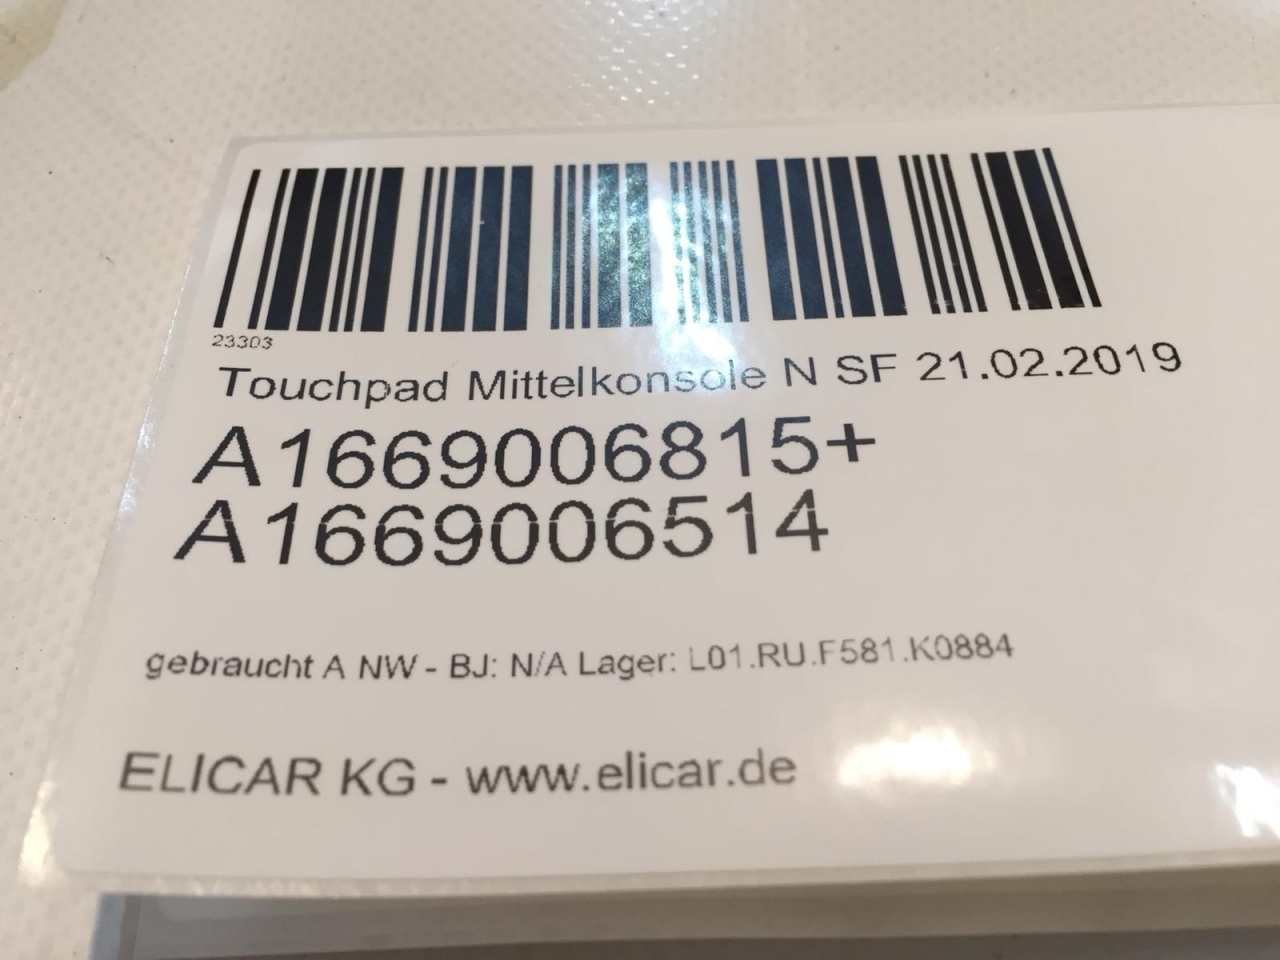 23303
Touchpad Mittelkonsole N SF 21.02.2019
A1669006815+
A1669006514
gebraucht A NW - BJ: N/A Lager: L01.RU.F581.K0884
ELICAR KG - www.elicar.de